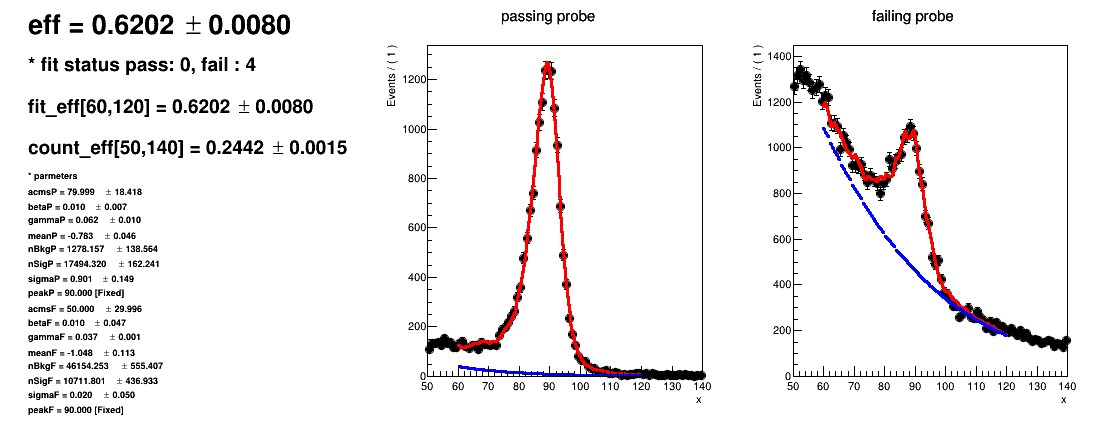 eff = 0.6202 ± 0.0080
* fit status pass: 0, fail : 4
fit_eff[60,120] = 0.6202 ± 0.0080
count_eff[50,140] = 0.2442 ± 0.0015
* parmeters
acmsP = 79.999 ± 18.418
betaP = 0.010 ± 0.007
gammaP = 0.062 ± 0.010
meanP = -0.783 ± 0.046
nBkgP = 1278.157 ± 138.564
nSigP = 17494.320 ± 162.241
sigmaP = 0.901 ± 0.149
peakP = 90.000 [Fixed]
acmsF = 50.000 ± 29.996
betaF = 0.010 ± 0.047
gammaF = 0.037 ± 0.001
meanF = -1.048 ± 0.113
nBkgF = 46154.253 ± 555.407
nSigF = 10711.801 ± 436.933
sigmaF = 0.020 ± 0.050
peakF = 90.000 [Fixed]
passing probe
Events / ( 1 )
1200
1000
800
600
400
200
0
50 60 70 80 90 100 110 120 130 140
x
failing probe
Events / ( 1 )
1400
1200
1000
800
600
400
200
0
50 60 70 80 90 100 110 120 130 140
x